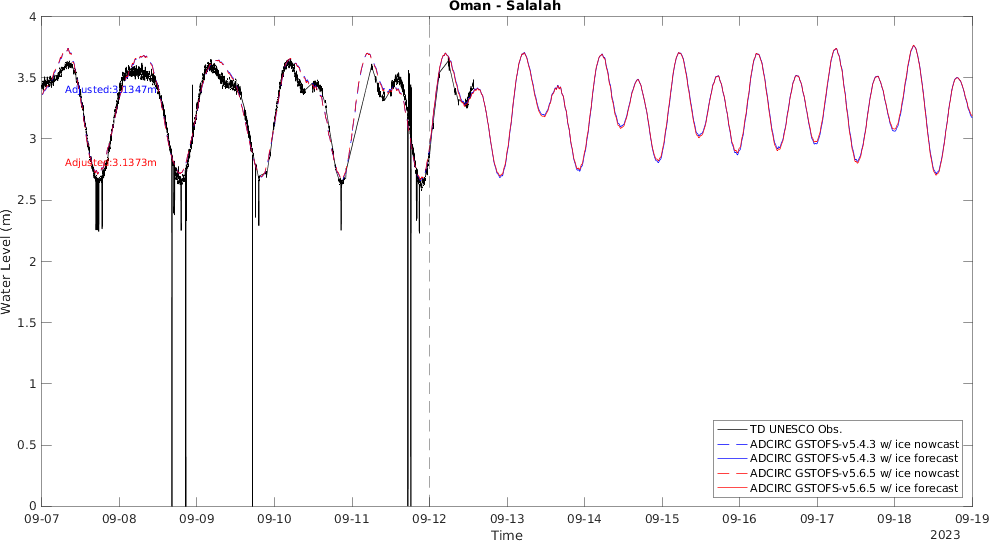 Oman - Salalah
4
3.5
3
2.5
2
1.5
1
0.5
0
Water Level (m)
Adjusted:3.1347m
Adjusted:3.1373m
TD UNESCO Obs.
ADCIRC GSTOFS-v5.4.3 w/ ice nowcast
ADCIRC GSTOFS-v5.4.3 w/ ice forecast
ADCIRC GSTOFS-v5.6.5 w/ ice nowcast
ADCIRC GSTOFS-v5.6.5 w/ ice forecast
09-07 09-08 09-09 09-10 09-11 09-12 09-13 09-14 09-15 09-16 09-17 09-18 09-19
Time
2023